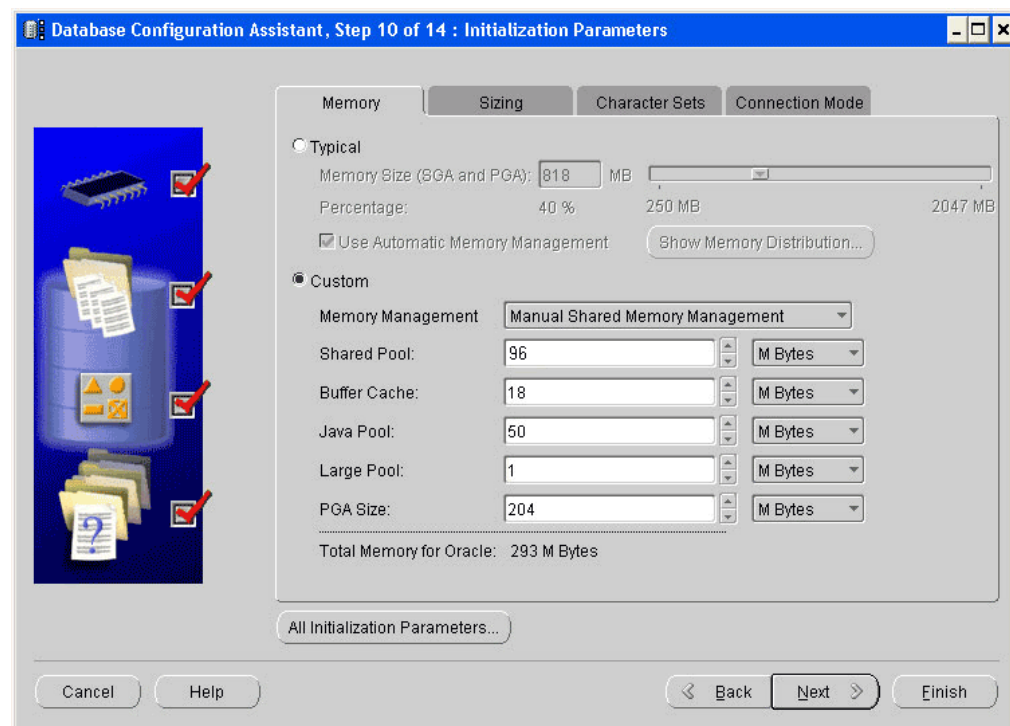 Database Configuration Assistant, Step 10 of 14 : Initialization Parameters
Memory Sizing Character Sets Connection Mode
Typical
Memory Size (SGA and PGA): 818 MB
Percentage: 40 % 250 MB 2047 MB
Use Automatic Memory Management Show Memory Distribution...
Custom
Memory Management Manual Shared Memory Management
Shared Pool: 96 M Bytes
Buffer Cache: 18 M Bytes
Java Pool: 50 M Bytes
Large Pool: 1 M Bytes
PGA Size: 204 M Bytes
Total Memory for Oracle: 293 M Bytes
?
All Initialization Parameters...
Cancel Help Back Next Finish